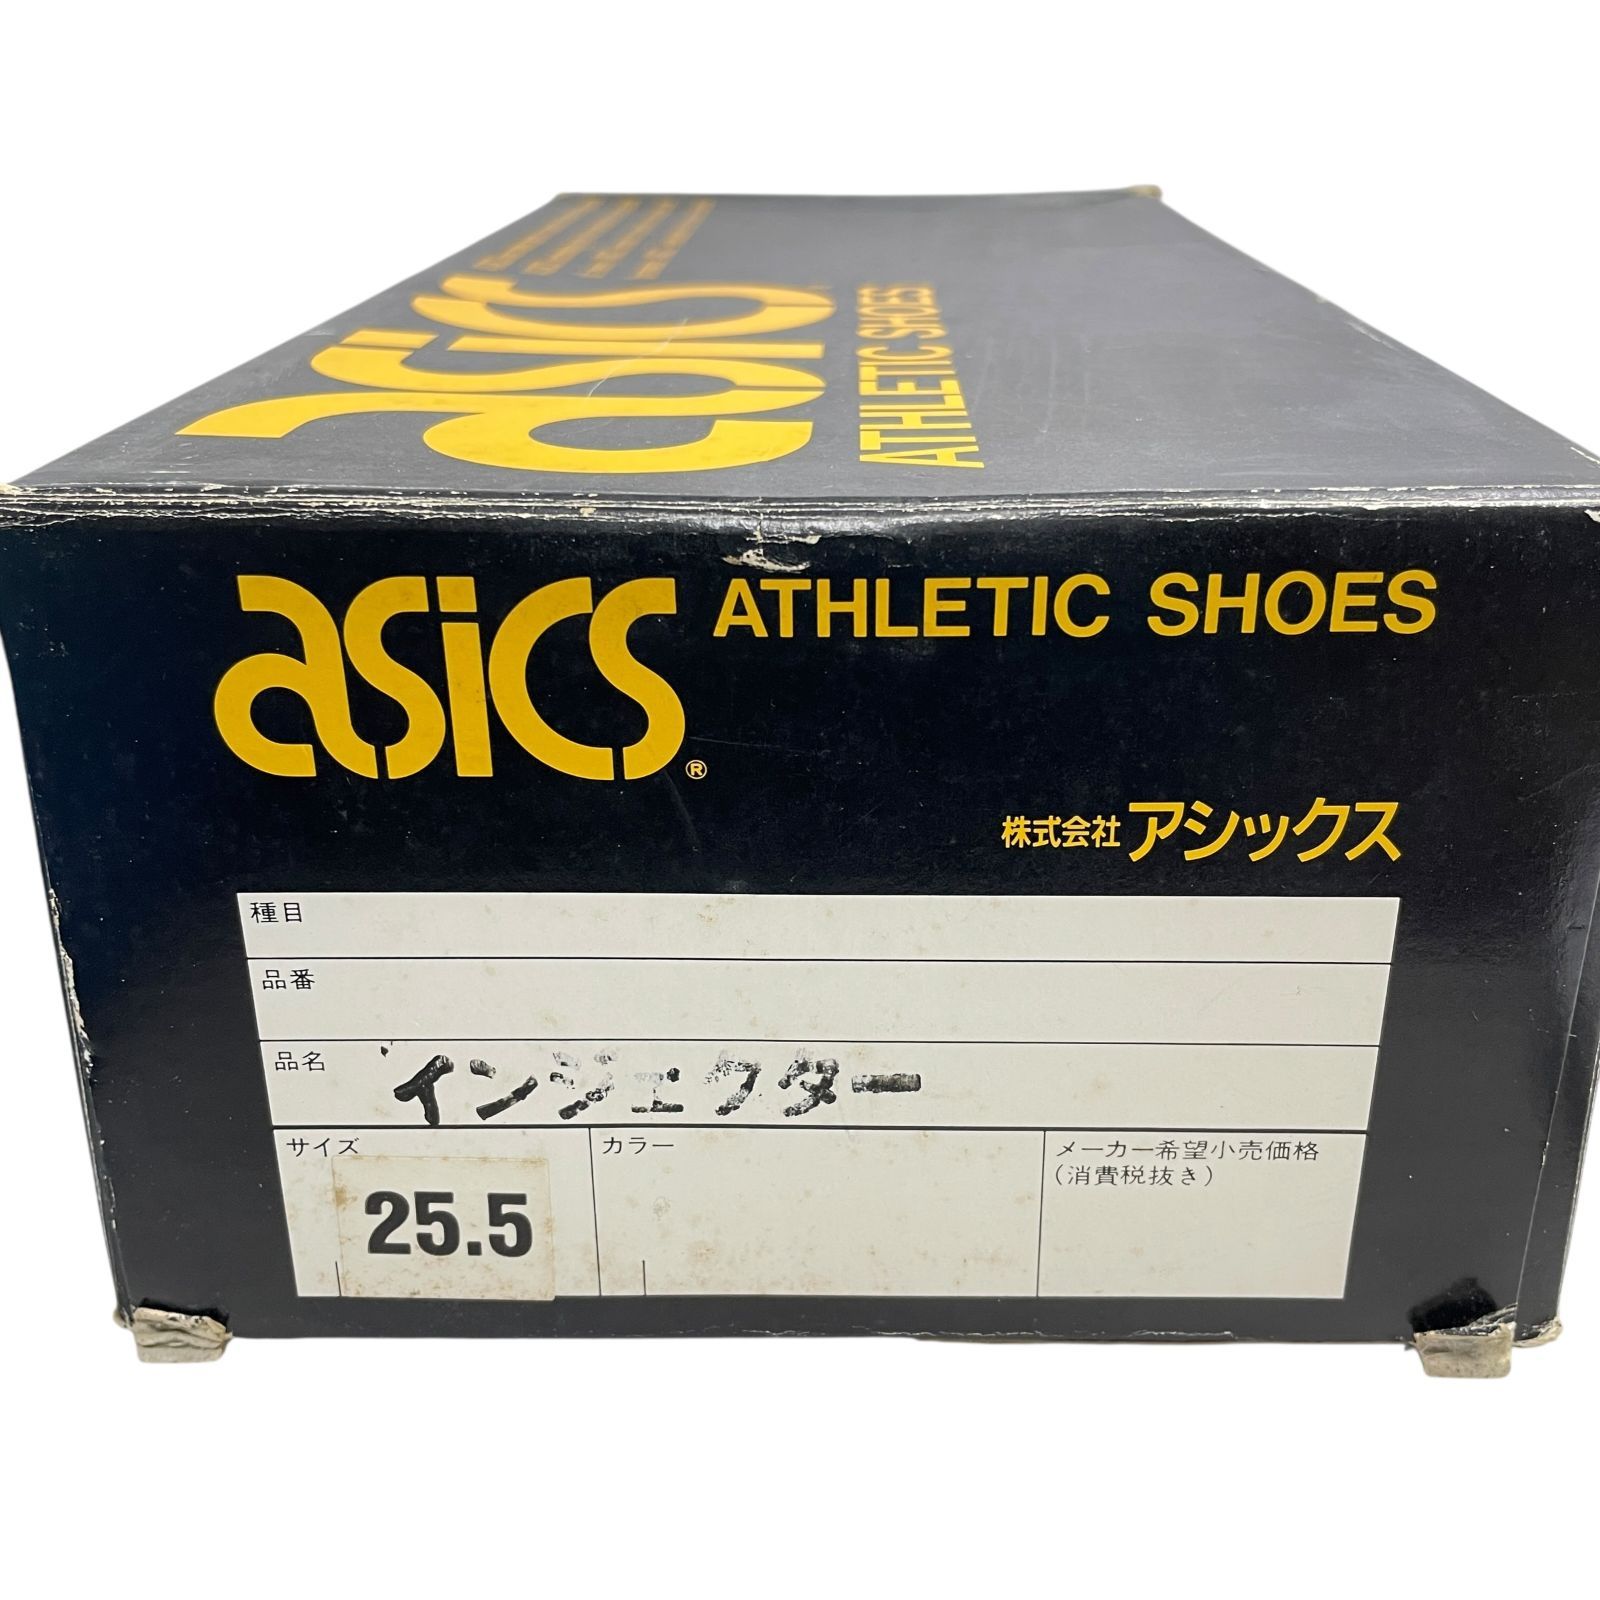 asics
ATHLETIC SHOES
asics® ATHLETIC SHOES
株式会社アシックス
種目
品番
品名 インジェクター
サイズ カラー メーカー希望小売価格
(消費税抜き)
25.5